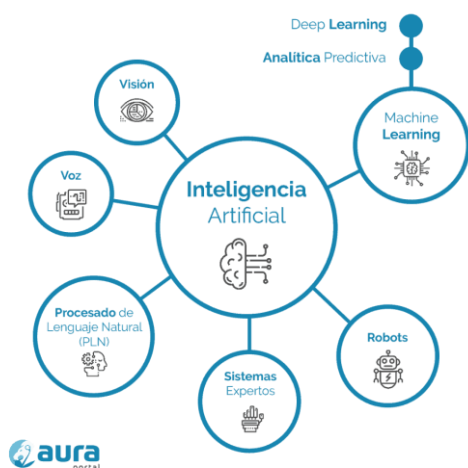 Deep Learning
Analítica Predictiva
Visión
Machine
Learning
Voz
Inteligencia
Artificial
Procesado de
Lenguaje Natural
(PLN)
Robots
Sistemas
Expertos
aura
portal